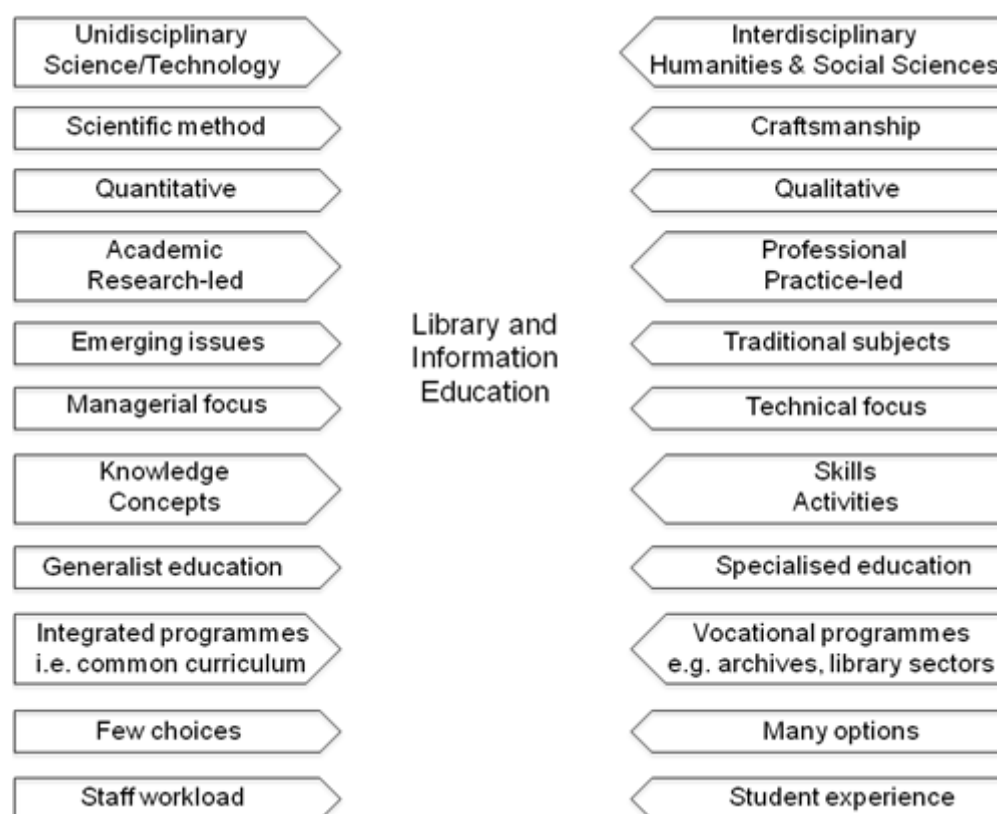 Unidisciplinary
Science/Technology
Interdisciplinary
Humanities & Social Sciences
Scientific method
Craftsmanship
Quantitative
Qualitative
Academic
Research-led
Professional
Practice-led
Library and
Information
Education
Emerging issues
Traditional subjects
Managerial focus
Technical focus
Knowledge
Concepts
Skills
Activities
Generalist education
Specialised education
Integrated programmes
i.e. common curriculum
Vocational programmes
e.g. archives, library sectors
Few choices
Many options
Staff workload
Student experience